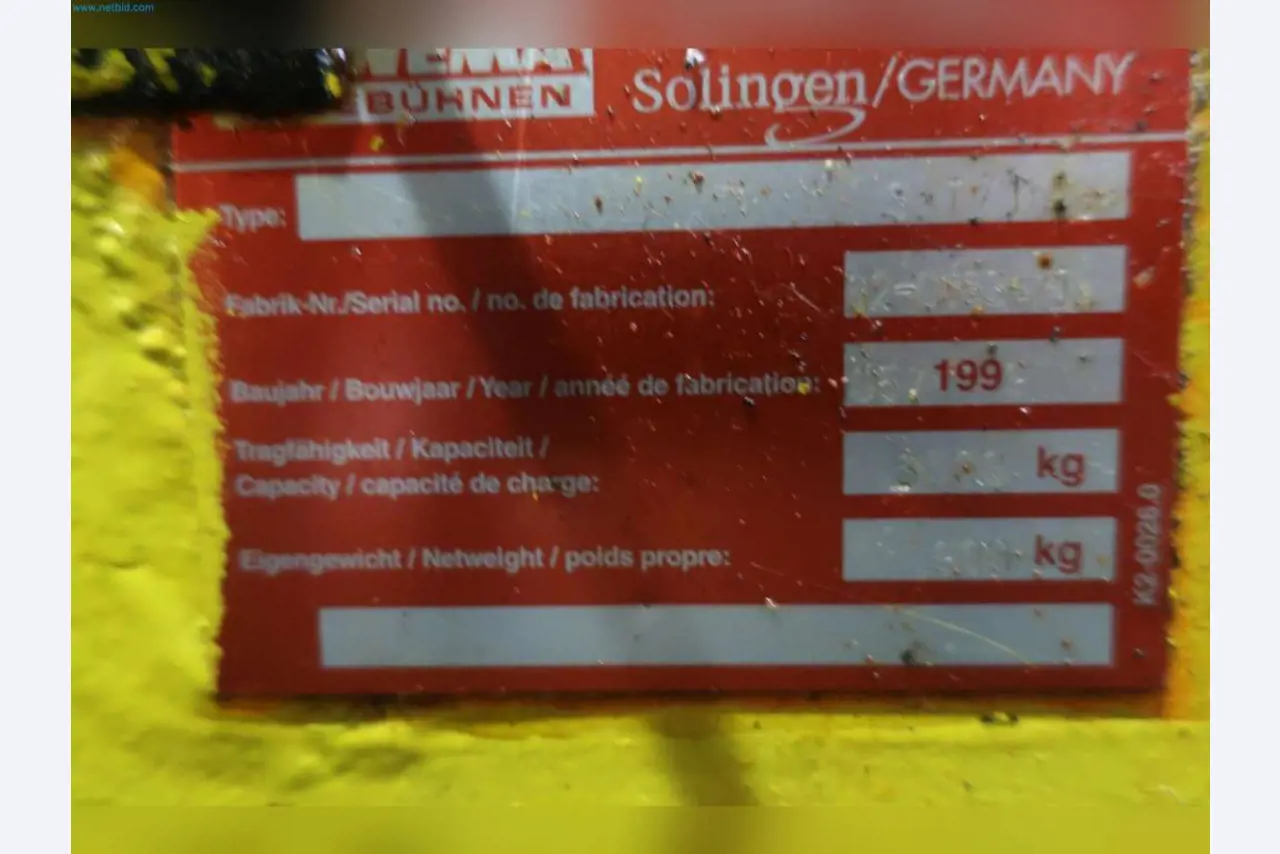 www.netbid.com
BÜHNEN
Solingen/GERMANY
Type:
Fabrik-Nr./Serial no. / no. de fabrication:
Baujahr / Bouwjaar / Year / anneé de fabrication:
199
Tragfähigkeit / Kapaciteit /
Capacity / capacité de charge:
kg
Eigengewicht / Netweight / poids propre:
kg
K2-0026.0